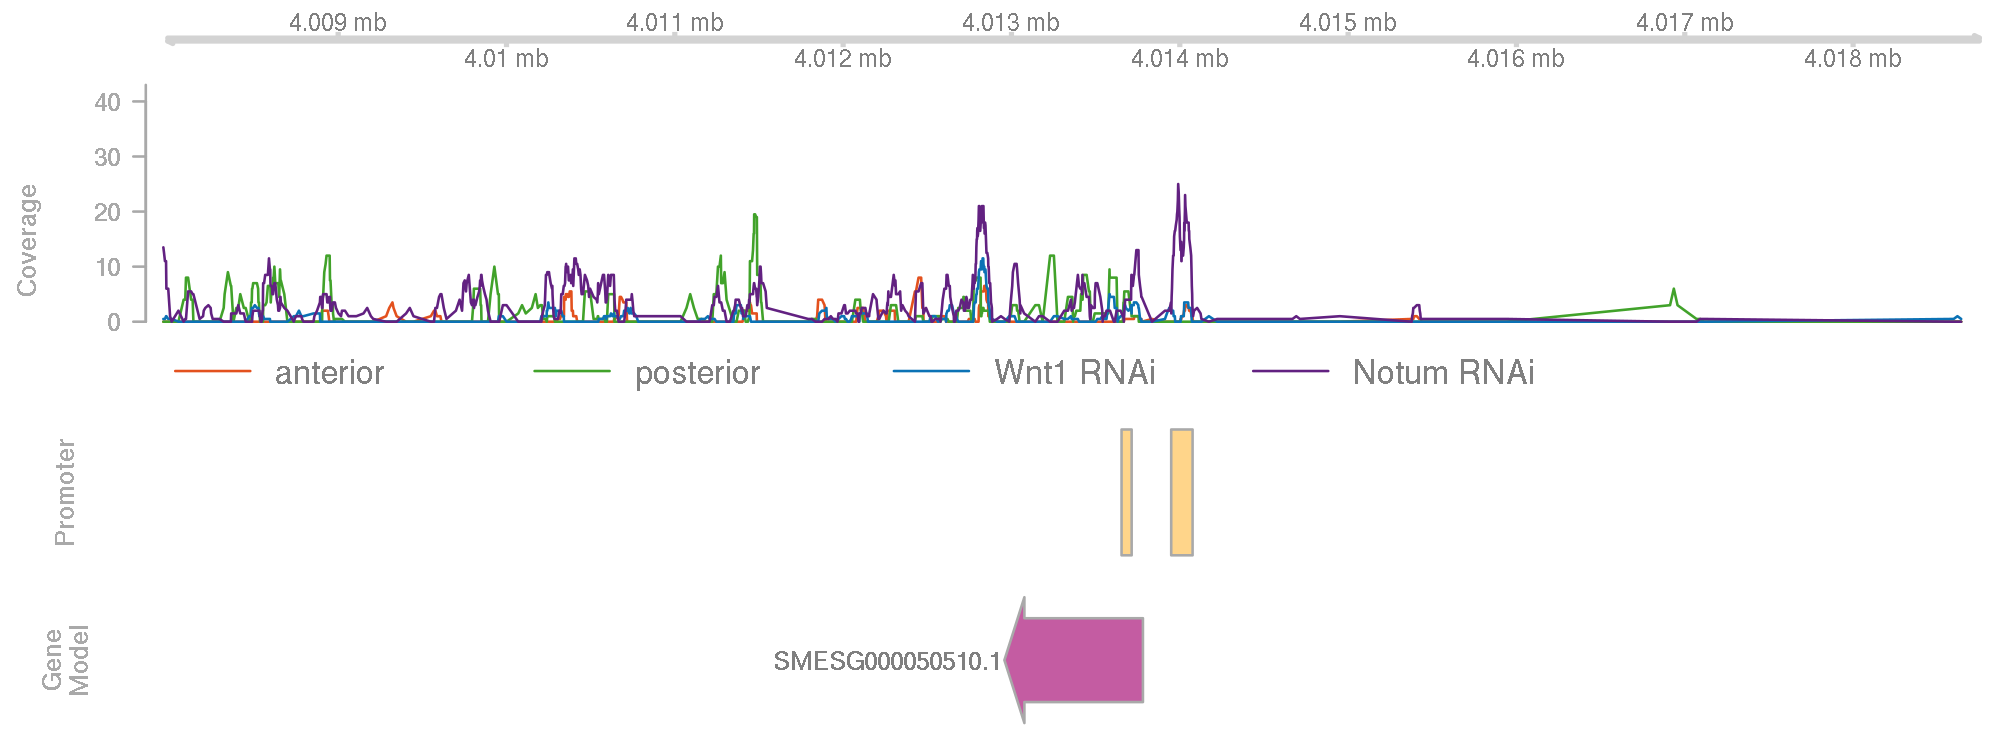 4.009 mb 4.011 mb 4.013 mb 4.015 mb 4.017 mb
4.01 mb 4.012 mb 4.014 mb 4.016 mb 4.018 mb
Coverage
40
30
20
10
0
anterior posterior Wnt1 RNAi Notum RNAi
Promoter
Gene
Model
SMESG000050510.1